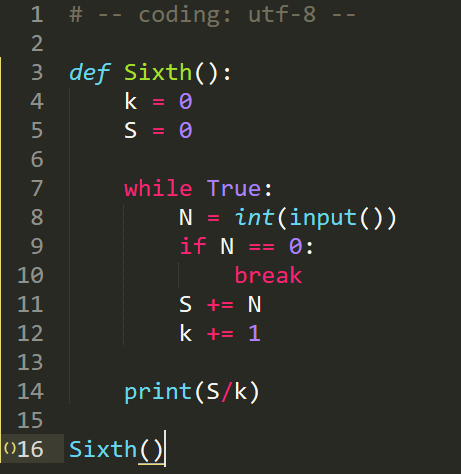 1 # -- coding: utf-8 --
2
3 def Sixth():
4     k = 0
5     S = 0
6
7     while True:
8         N = int(input())
9         if N == 0:
10             break
11         S += N
12         k += 1
13
14     print(S/k)
15
()16 Sixth()